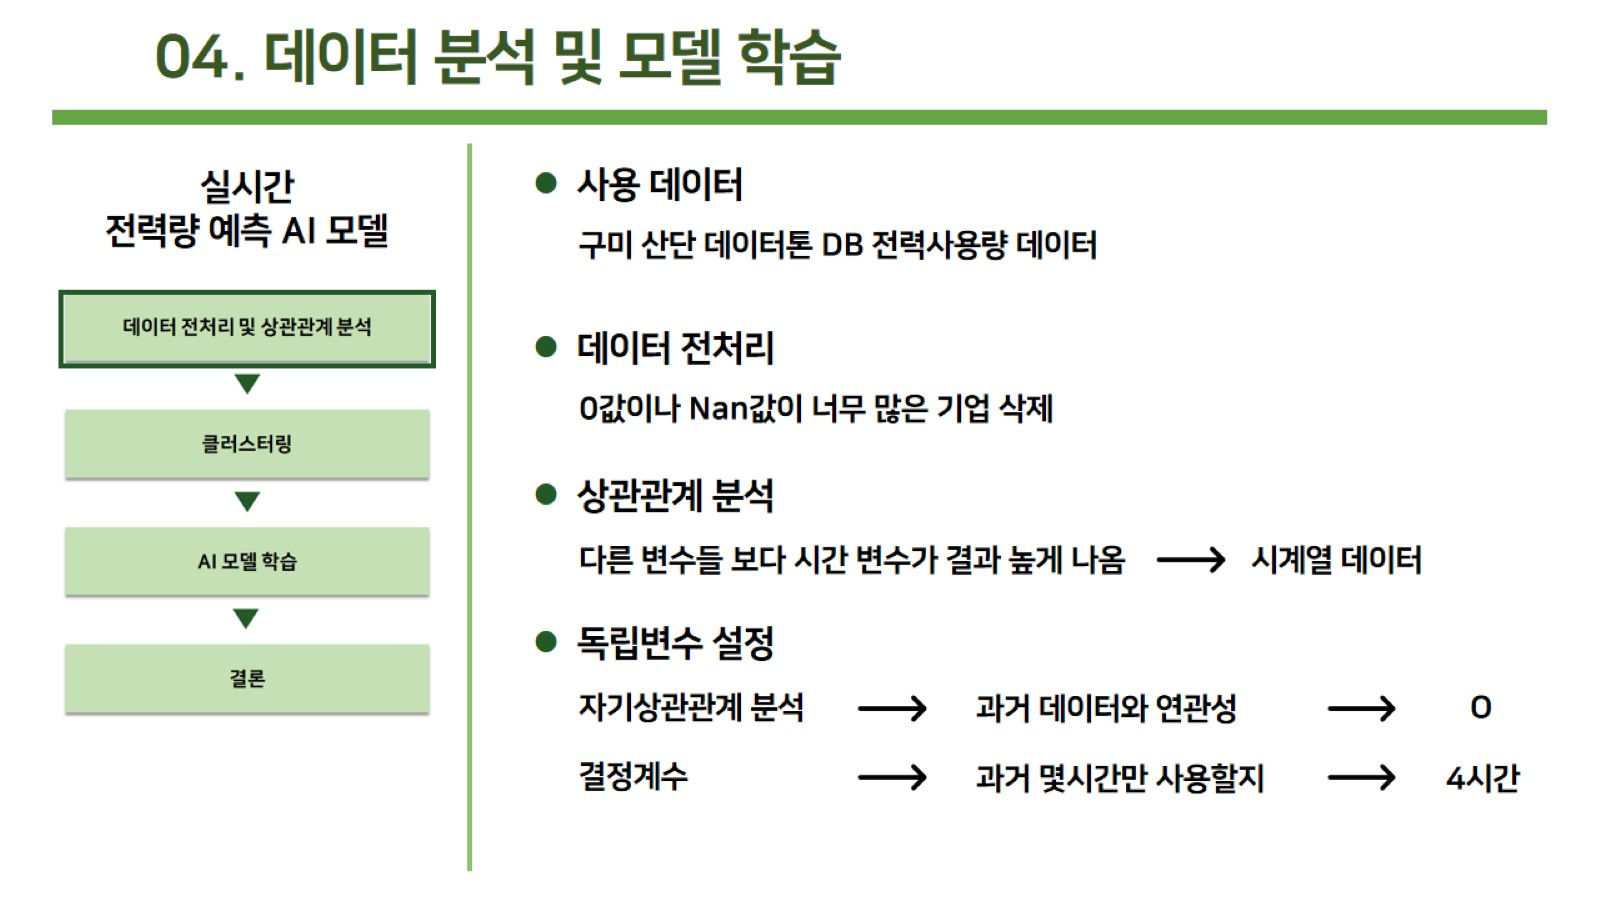 04. 데이터 분석 및 모델 학습
실시간
전력량 예측 AI 모델
데이터 전처리 및 상관관계 분석
클러스터링
AI 모델 학습
결론
사용 데이터
구미 산단 데이터톤 DB 전력사용량 데이터
데이터 전처리
0값이나 Nan값이 너무 많은 기업 삭제
상관관계 분석
다른 변수들 보다 시간 변수가 결과 높게 나옴 → 시계열 데이터
독립변수 설정
자기상관관계 분석 → 과거 데이터와 연관성 → O
결정계수 → 과거 몇시간만 사용할지 → 4시간